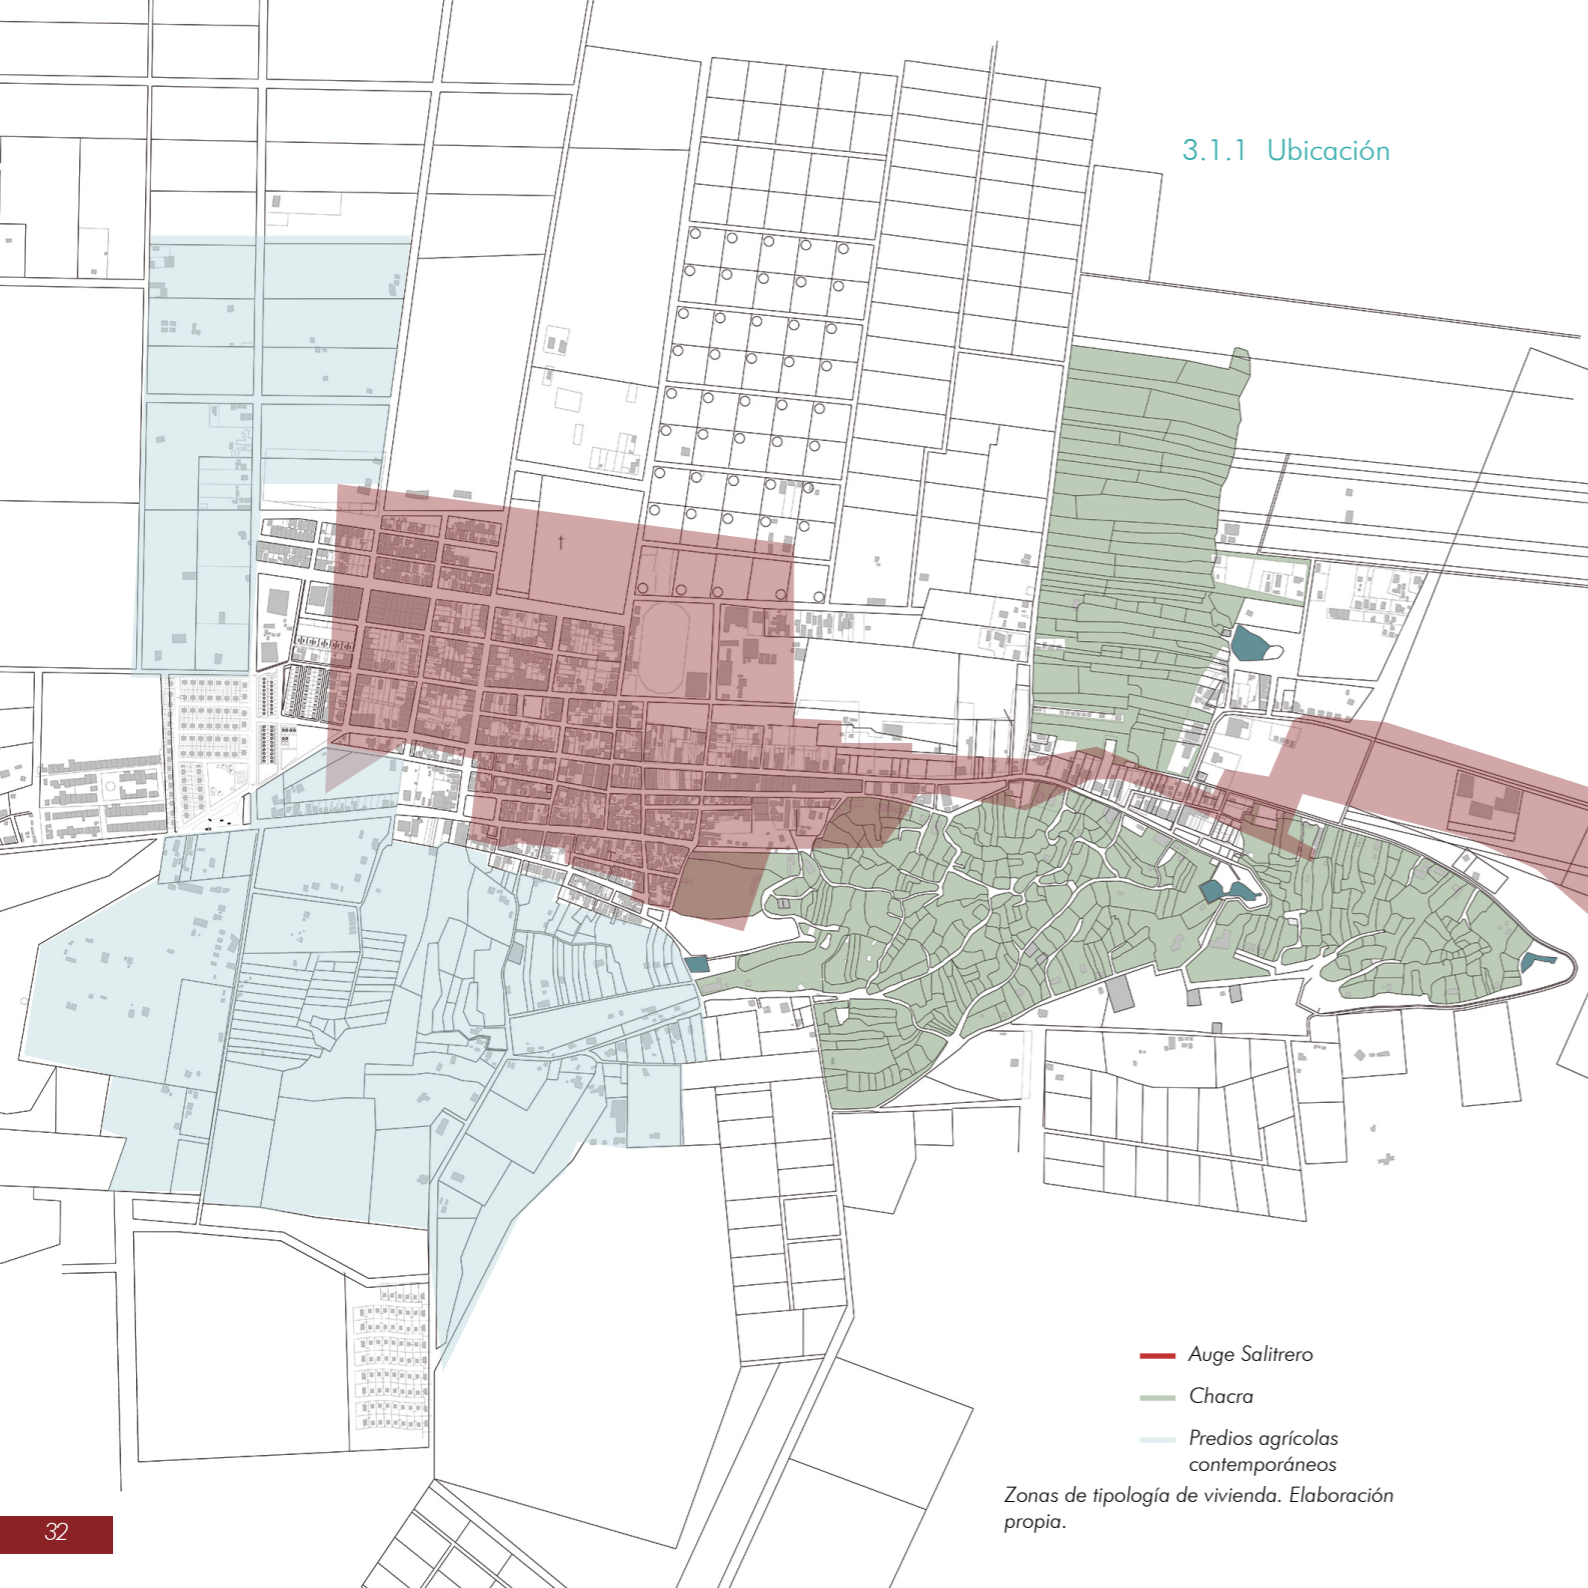 3.1.1 Ubicación
Auge Salitrero
Chacra
Predios agrícolas
contemporáneos
Zonas de tipología de vivienda. Elaboración
propia.
32